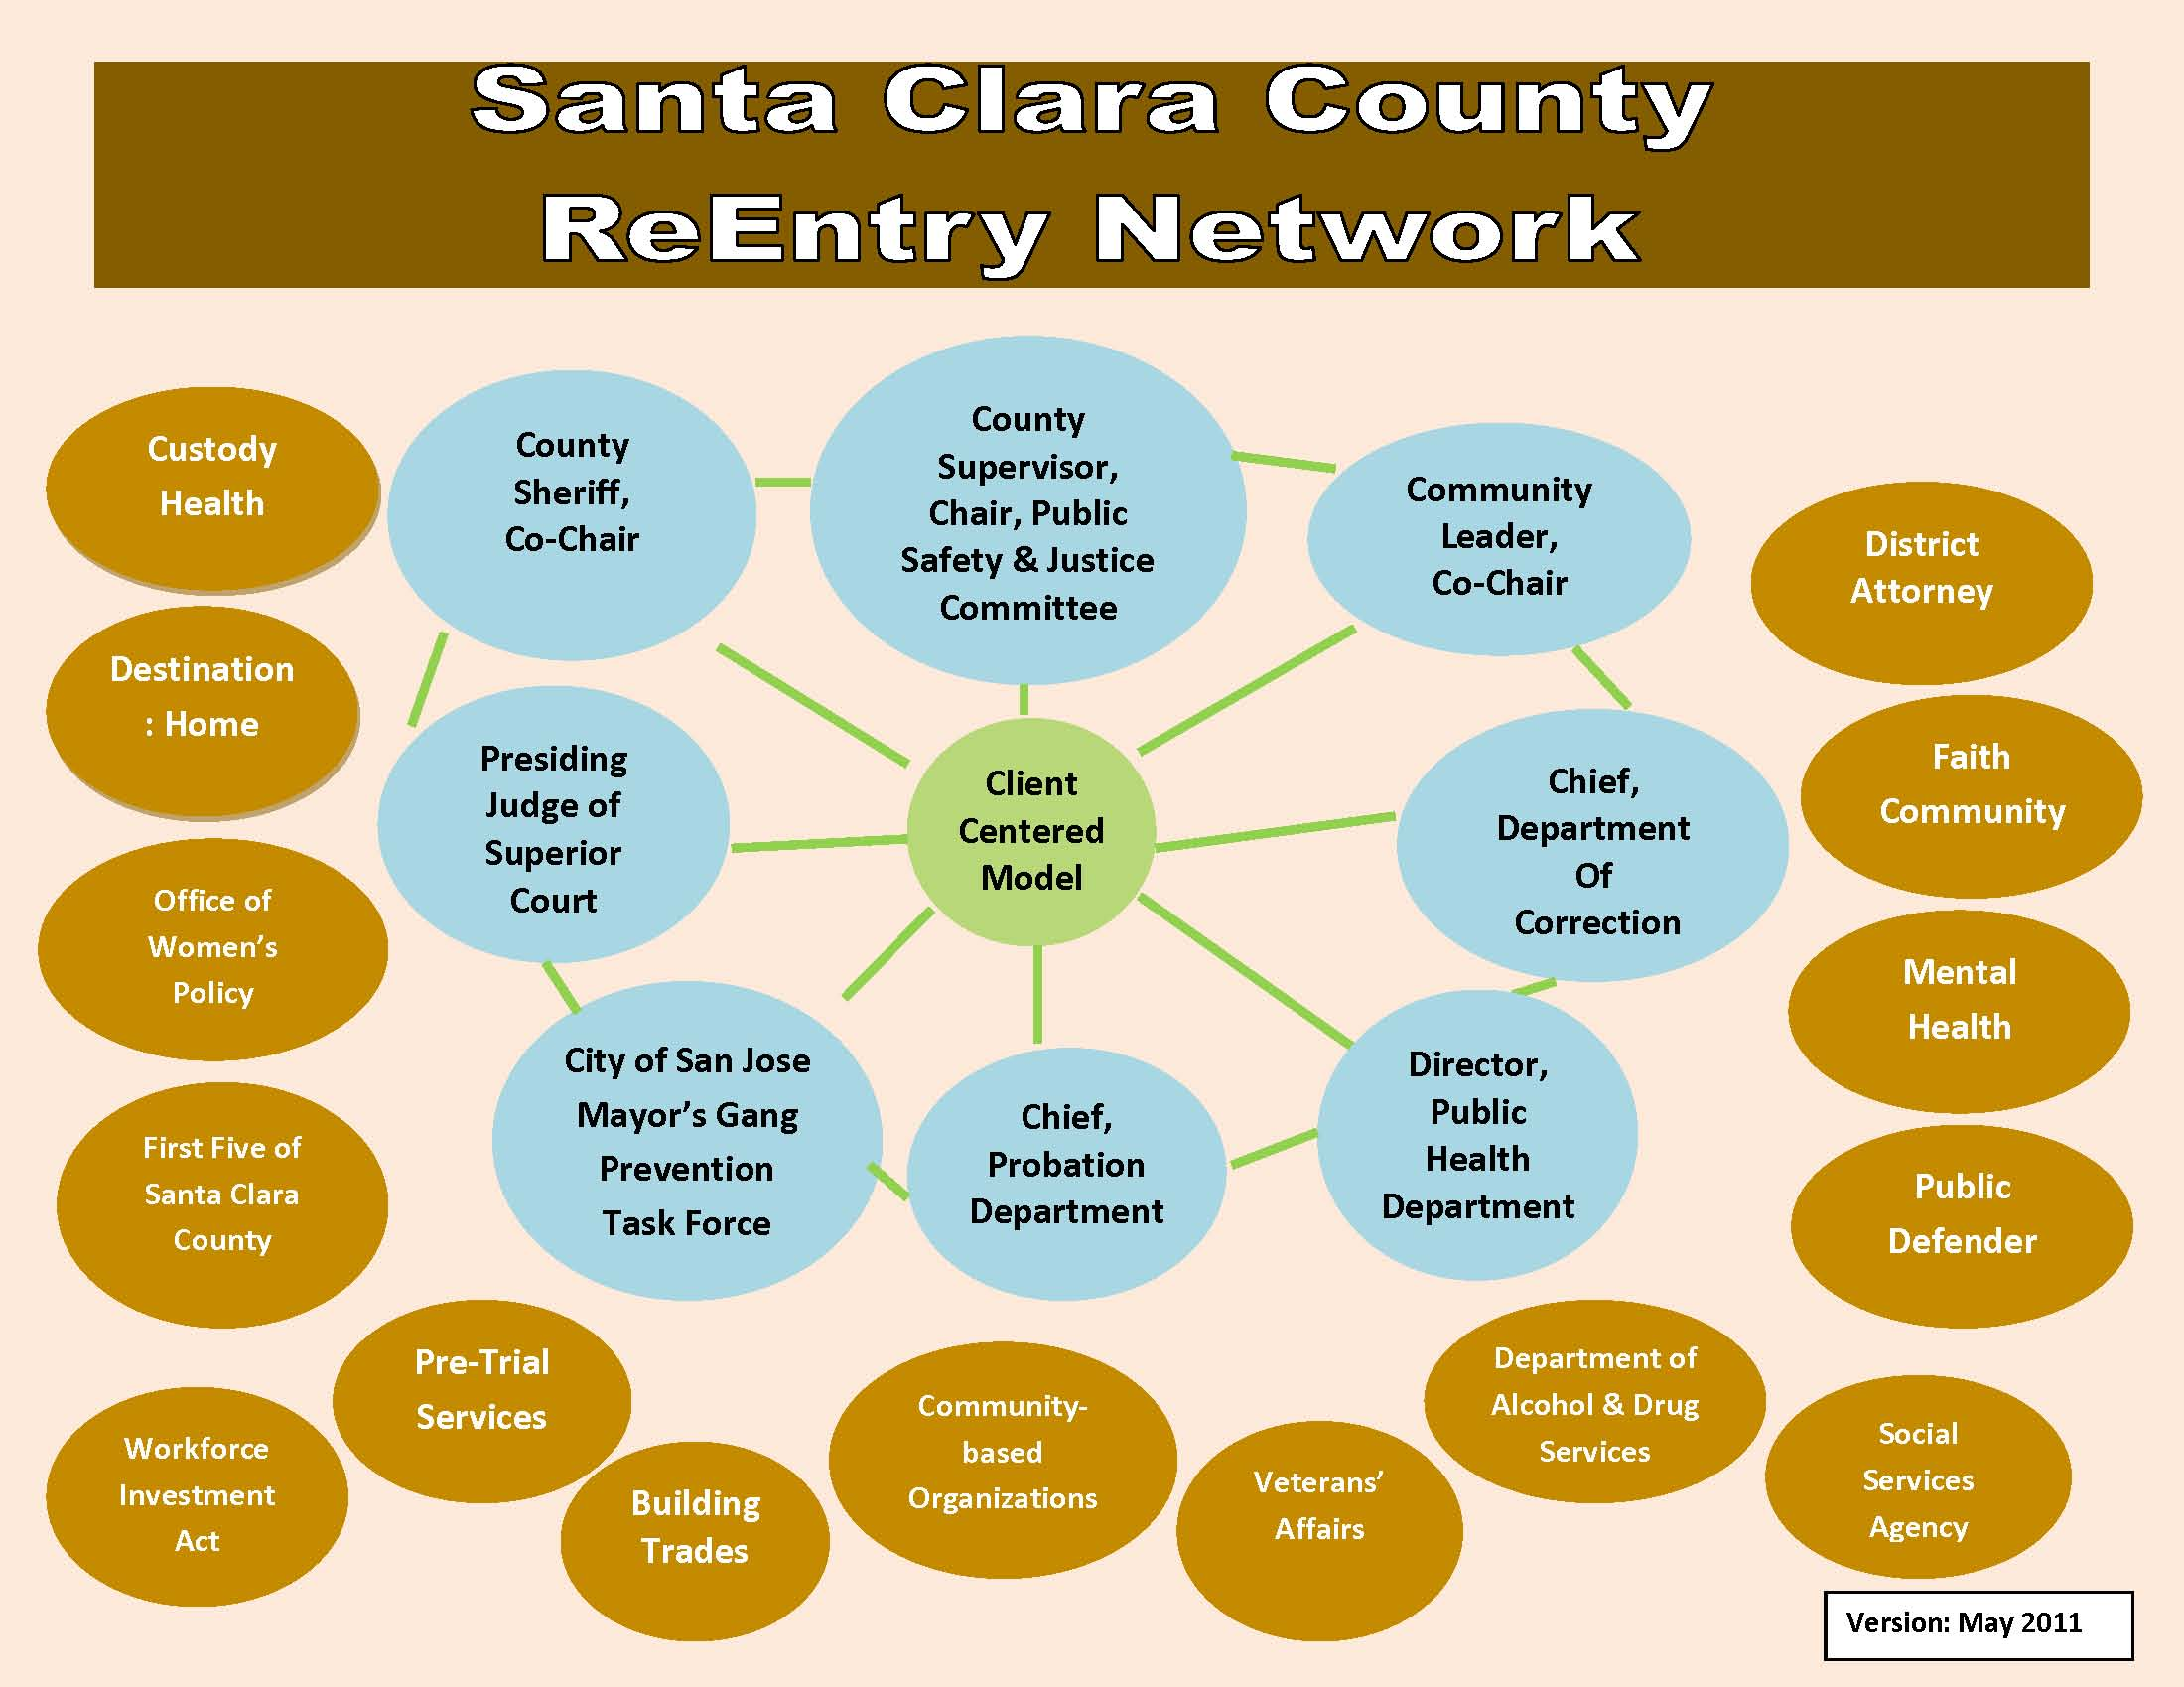 Santa Clara County
ReEntry Network
Custody
Health
County
Sheriff,
Co-Chair
County
Supervisor,
Chair, Public
Safety & Justice
Committee
Community
Leader,
Co-Chair
District
Attorney
Destination
: Home
Presiding
Judge of
Superior
Court
Client
Centered
Model
Chief,
Department
Of
Correction
Faith
Community
Office of
Women’s
Policy
Mental
Health
City of San Jose
Mayor’s Gang
Prevention
Task Force
Chief,
Probation
Department
Director,
Public
Health
Department
First Five of
Santa Clara
County
Public
Defender
Pre-Trial
Services
Workforce
Investment
Act
Building
Trades
Community-
based
Organizations
Veterans’
Affairs
Department of
Alcohol & Drug
Services
Social
Services
Agency
Version: May 2011